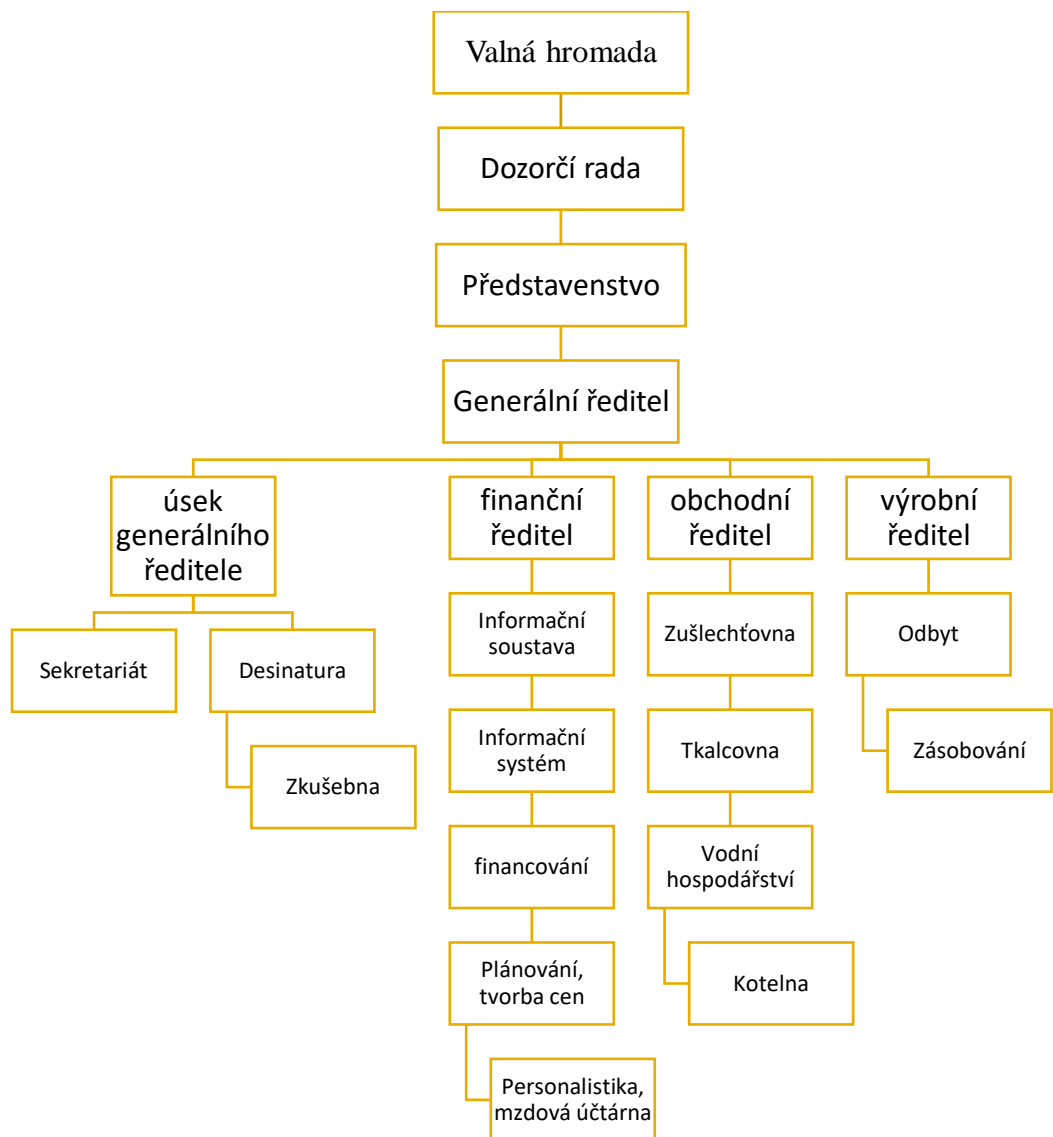 Valná hromada
Dozorčí rada
Představenstvo
Generální ředitel
úsek
generálního
ředitele
finanční
ředitel
obchodní
ředitel
výrobní
ředitel
Sekretariát
Desinatura
Zkušebna
Informační
soustava
Informační
systém
financování
Plánování,
tvorba cen
Personalistika,
mzdová účtárna
Zušlechťovna
Tkalcovna
Vodní
hospodářství
Kotelna
Odbyt
Zásobování